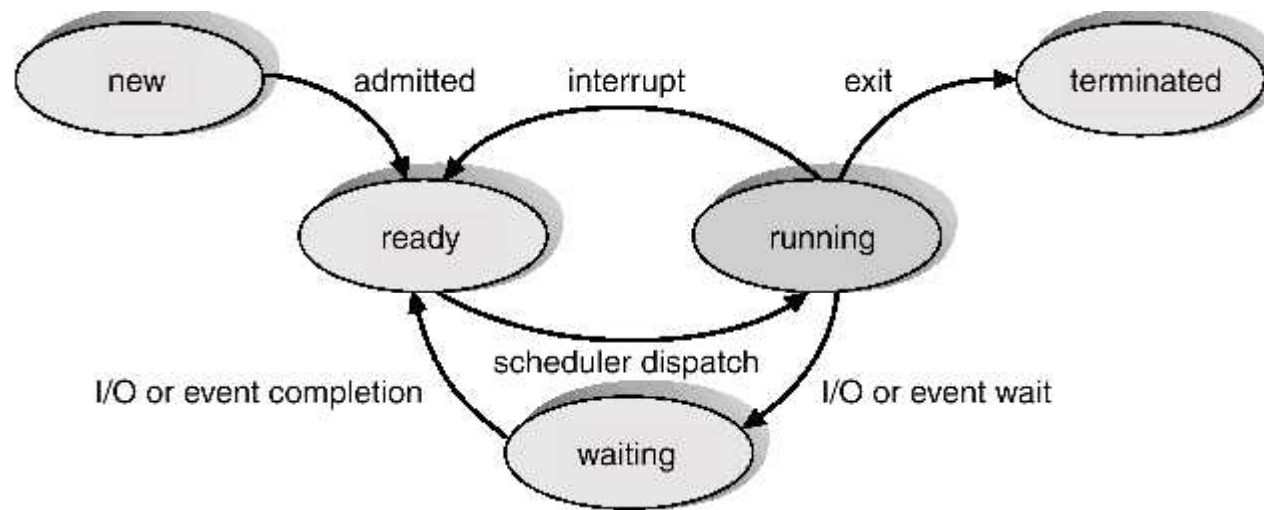 new
admitted
interrupt
exit
terminated
ready
running
scheduler dispatch
I/O or event completion
I/O or event wait
waiting